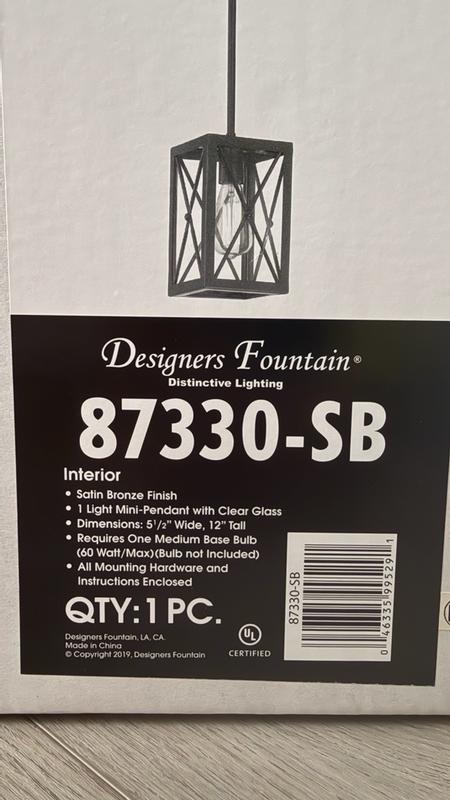 Designers Fountain®
Distinctive Lighting
87330-SB
Interior
• Satin Bronze Finish
• 1 Light Mini-Pendant with Clear Glass
• Dimensions: 5 1/2" Wide, 12" Tall
• Requires One Medium Base Bulb
(60 Watt/Max)(Bulb not Included)
• All Mounting Hardware and
Instructions Enclosed
QTY: 1 PC.
Designers Fountain, LA, CA.
Made in China
© Copyright 2019, Designers Fountain
UL
CERTIFIED
87330-SB
0 46335 99529 1